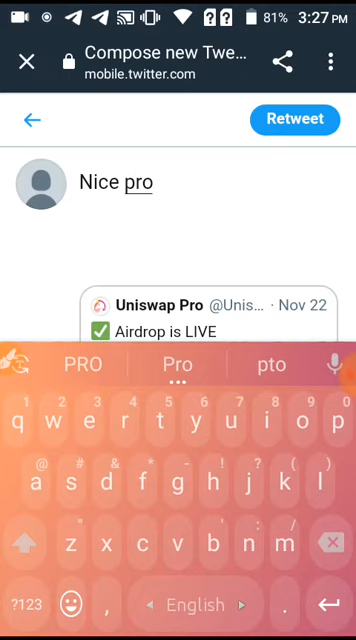 81% 3:27 PM
Compose new Twe...
mobile.twitter.com
Retweet
Nice pro
Uniswap Pro @Unis... · Nov 22
✅ Airdrop is LIVE
PRO Pro pto
1 2 3 4 5 6 7 8 9 0
q w e r t y u i o p
@ # & * - ! ? ( )
a s d f g h j k l
" ' : /
z x c v b n m
?123 , English .